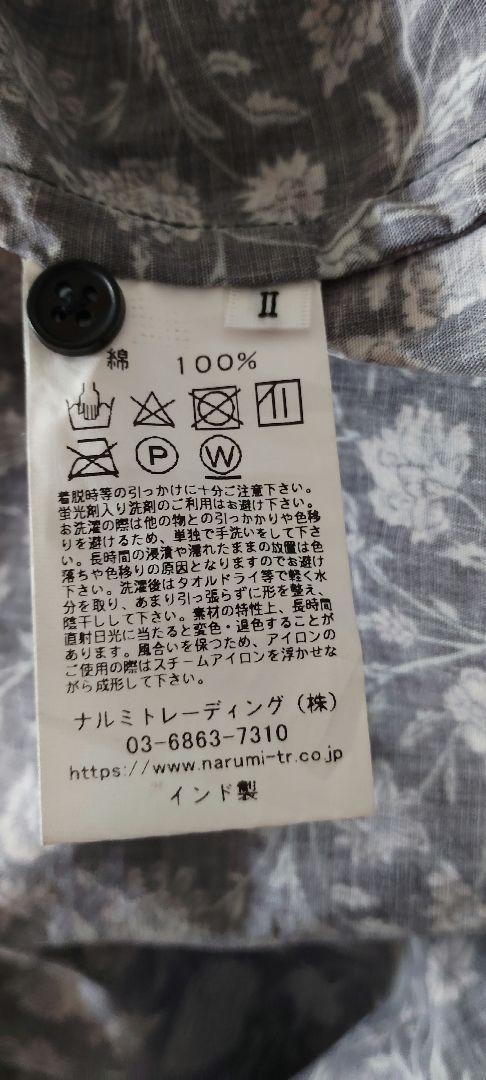 II
綿 100%
P
W
着脱時等の引っかけに十分ご注意下さい。
蛍光剤入り洗剤のご利用はお避け下さい。
お洗濯の際は他の物との引っかかりや色移
りを避けるため、単独で手洗いをして下さ
い。長時間の浸漬や濡れたままの放置は色
落ちや色移りの原因となりますのでお避け
下さい。洗濯後はタオルドライ等で軽く水
分を取り、あまり引っ張らずに形を整え、
陰干しして下さい。素材の特性上、長時間
直射日光に当たると変色・退色することが
あります。風合いを保つため、アイロンの
ご使用の際はスチームアイロンを浮かせな
がら成形して下さい。
ナルミトレーディング（株）
03-6863-7310
https://www.narumi-tr.co.jp
インド製